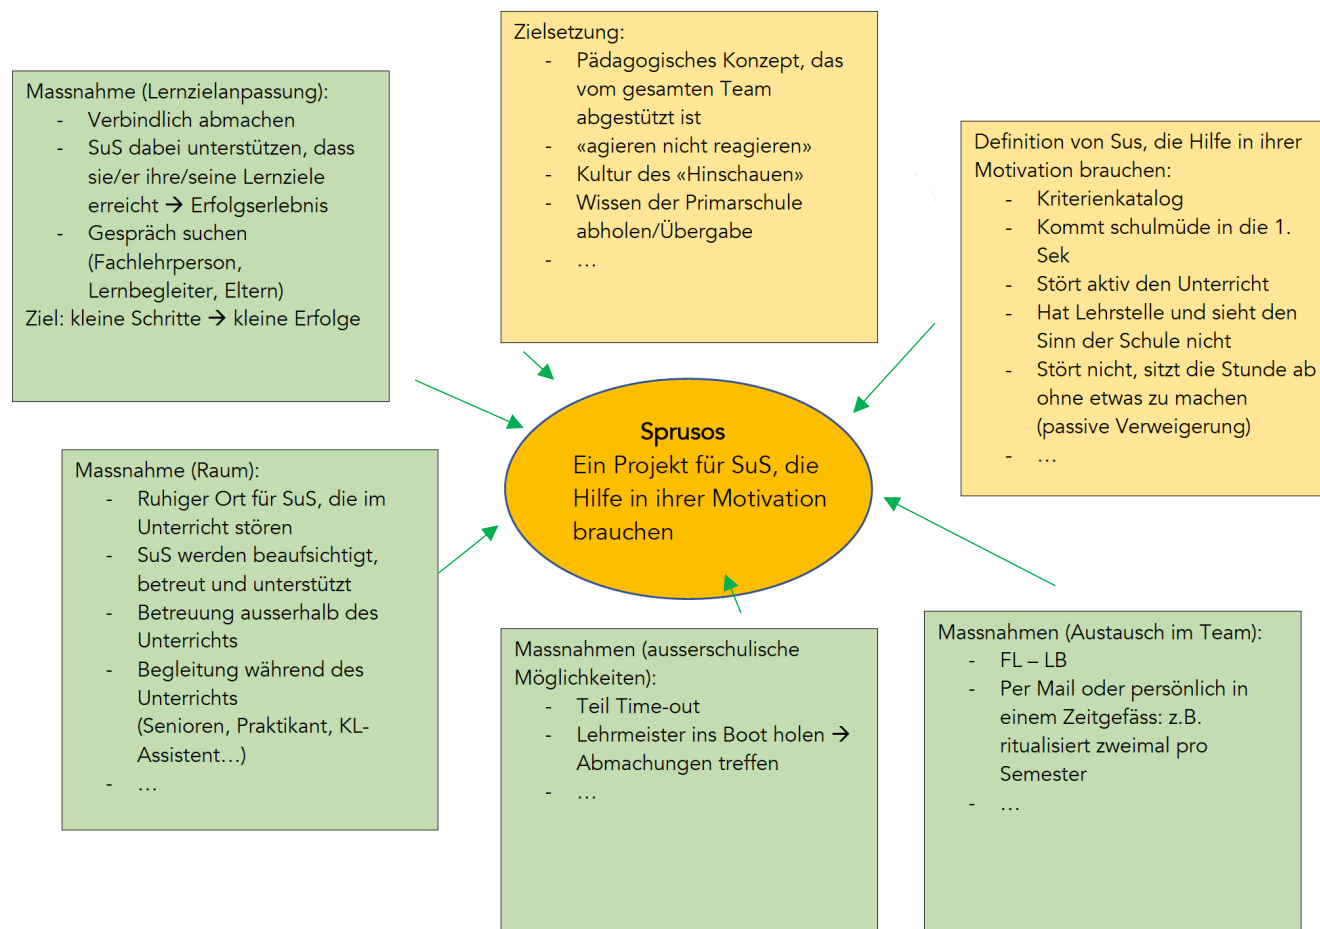 Zielsetzung:
- Pädagogisches Konzept, das
vom gesamten Team
abgestützt ist
- «agieren nicht reagieren»
- Kultur des «Hinschauen»
- Wissen der Primarschule
abholen/Übergabe
- …
Massnahme (Lernzielanpassung):
- Verbindlich abmachen
- SuS dabei unterstützen, dass
sie/er ihre/seine Lernziele
erreicht → Erfolgserlebnis
- Gespräch suchen
(Fachlehrperson,
Lernbegleiter, Eltern)
Ziel: kleine Schritte → kleine Erfolge
Definition von Sus, die Hilfe in ihrer
Motivation brauchen:
- Kriterienkatalog
- Kommt schulmüde in die 1.
Sek
- Stört aktiv den Unterricht
- Hat Lehrstelle und sieht den
Sinn der Schule nicht
- Stört nicht, sitzt die Stunde ab
ohne etwas zu machen
(passive Verweigerung)
- …
Sprusos
Ein Projekt für SuS, die
Hilfe in ihrer Motivation
brauchen
Massnahme (Raum):
- Ruhiger Ort für SuS, die im
Unterricht stören
- SuS werden beaufsichtigt,
betreut und unterstützt
- Betreuung ausserhalb des
Unterrichts
- Begleitung während des
Unterrichts
(Senioren, Praktikant, KL-
Assistent…)
- …
Massnahmen (ausserschulische
Möglichkeiten):
- Teil Time-out
- Lehrmeister ins Boot holen →
Abmachungen treffen
- …
Massnahmen (Austausch im Team):
- FL – LB
- Per Mail oder persönlich in
einem Zeitgefäss: z.B.
ritualisiert zweimal pro
Semester
- …